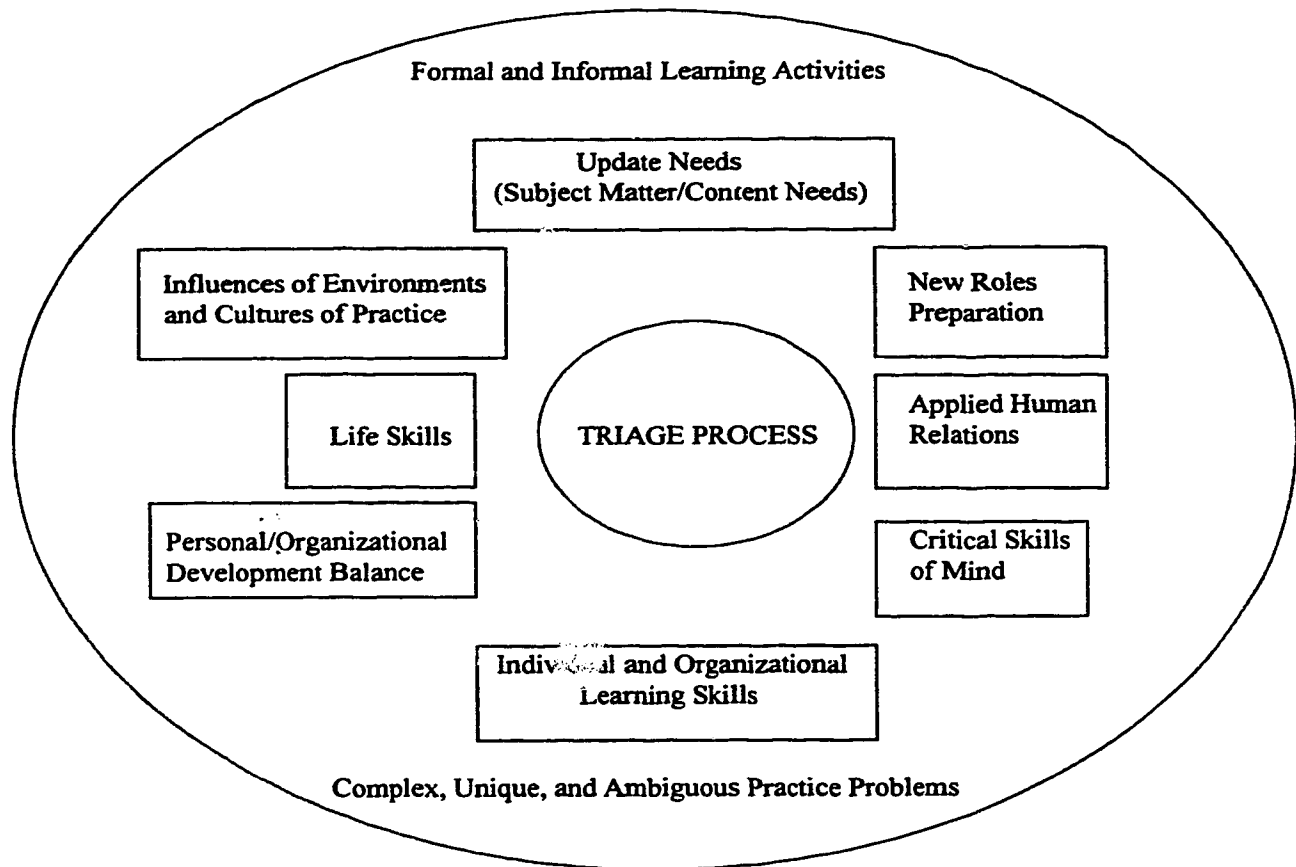 Formal and Informal Learning Activities
Update Needs
(Subject Matter/Content Needs)
Influences of Environments
and Cultures of Practice
New Roles
Preparation
Life Skills
TRIAGE PROCESS
Applied Human
Relations
Personal/Organizational
Development Balance
Critical Skills
of Mind
Individual and Organizational
Learning Skills
Complex, Unique, and Ambiguous Practice Problems